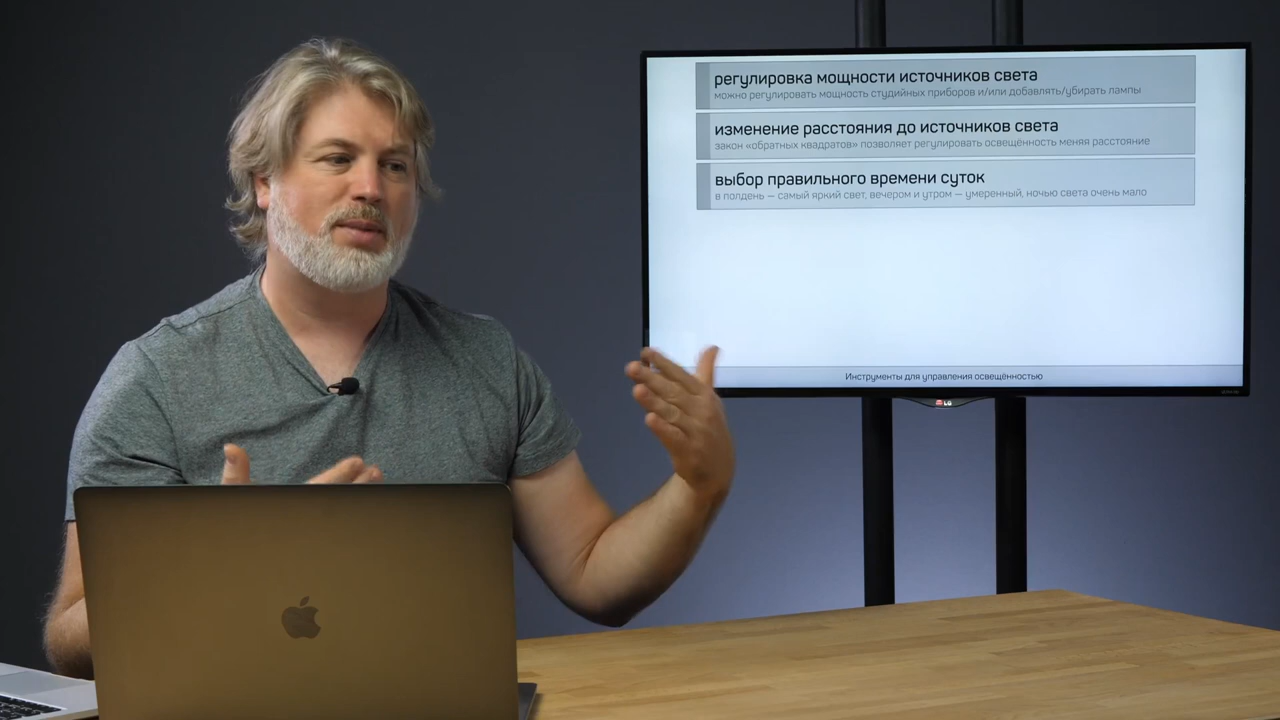 регулировка мощности источников света
можно регулировать мощность студийных приборов и/или добавлять/убирать лампы
изменение расстояния до источников света
закон «обратных квадратов» позволяет регулировать освещённость меняя расстояние
выбор правильного времени суток
в полдень — самый яркий свет, вечером и утром — умеренный, ночью света очень мало
Инструменты для управления освещённостью
LG